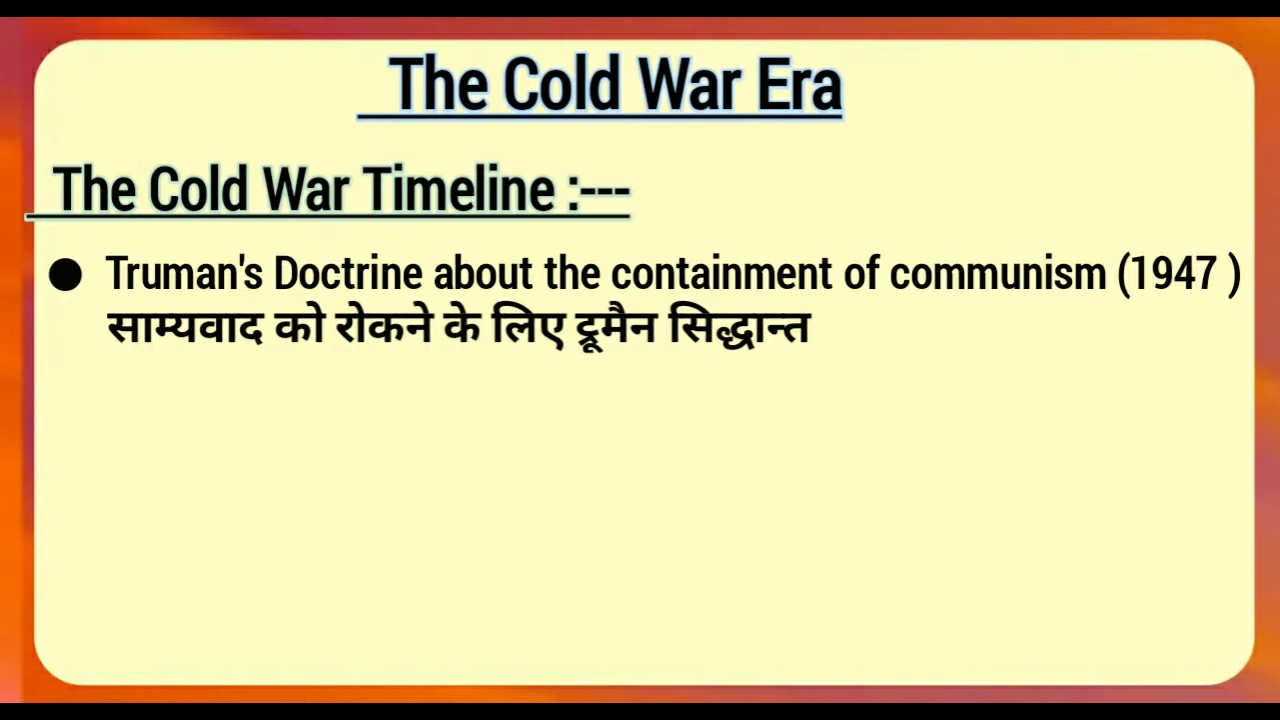 The Cold War Era
The Cold War Timeline :---
● Truman's Doctrine about the containment of communism (1947 )
साम्यवाद को रोकने के लिए ट्रूमैन सिद्धान्त